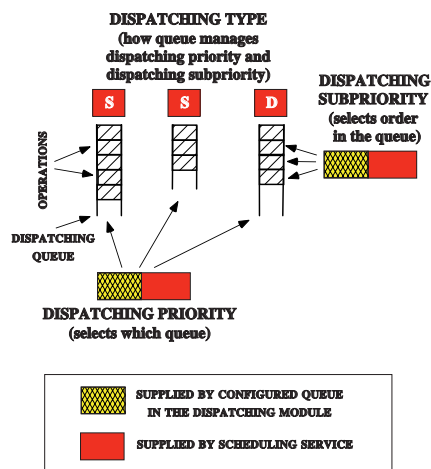 DISPATCHING TYPE
(how queue manages
dispatching priority and
dispatching subpriority)
S
S
D
DISPATCHING
SUBPRIORITY
(selects order
in the queue)
OPERATIONS
DISPATCHING
QUEUE
DISPATCHING PRIORITY
(selects which queue)
SUPPLIED BY CONFIGURED QUEUE
IN THE DISPATCHING MODULE
SUPPLIED BY SCHEDULING SERVICE